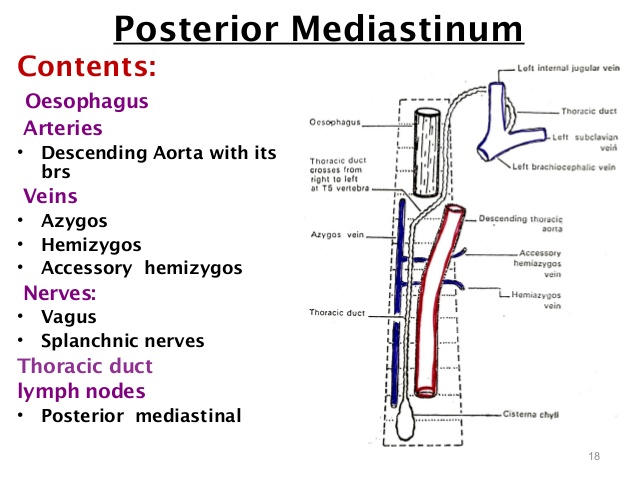 Posterior Mediastinum
Contents:
Oesophagus
Arteries
• Descending Aorta with its
brs
Veins
• Azygos
• Hemizygos
• Accessory hemizygos
Nerves:
• Vagus
• Splanchnic nerves
Thoracic duct
lymph nodes
• Posterior mediastinal
Left internal jugular vein
Thoracic duct
Left subclavian
vein
Left brachiocephalic vein
Oesophagus
Thoracic duct
crosses from
right to left
at T5 vertebra
Descending thoracic
aorta
Azygos vein
Accessory
hemiazygos
vein
Hemiazygos
vein
Thoracic duct
Cisterna chyli
18